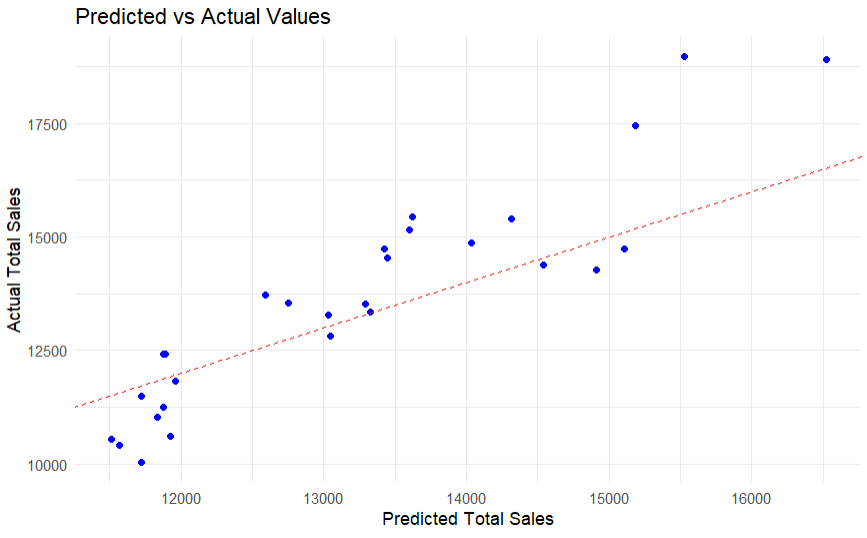 Predicted vs Actual Values
Actual Total Sales
17500
15000
12500
10000
12000 13000 14000 15000 16000
Predicted Total Sales